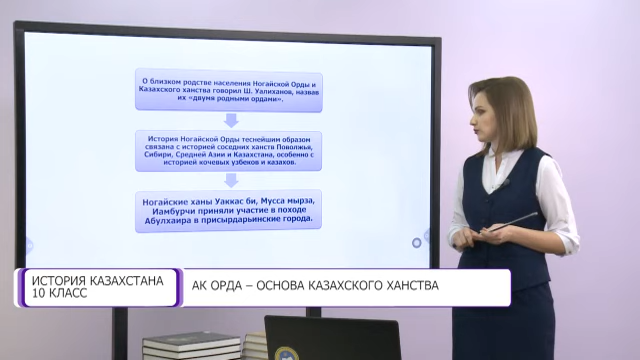 О близком родстве населения Ногайской Орды и
Казахского ханства говорил Ш. Уалиханов, назвав
их «двумя родными ордами».
История Ногайской Орды теснейшим образом
связана с историей соседних ханств Поволжья,
Сибири, Средней Азии и Казахстана, особенно с
историей кочевых узбеков и казахов.
Ногайские ханы Уаккас би, Мусса мырза,
Иамбурчи приняли участие в походе
Абулхаира в присырдарьинские города.
ИСТОРИЯ КАЗАХСТАНА
10 КЛАСС
АК ОРДА – ОСНОВА КАЗАХСКОГО ХАНСТВА